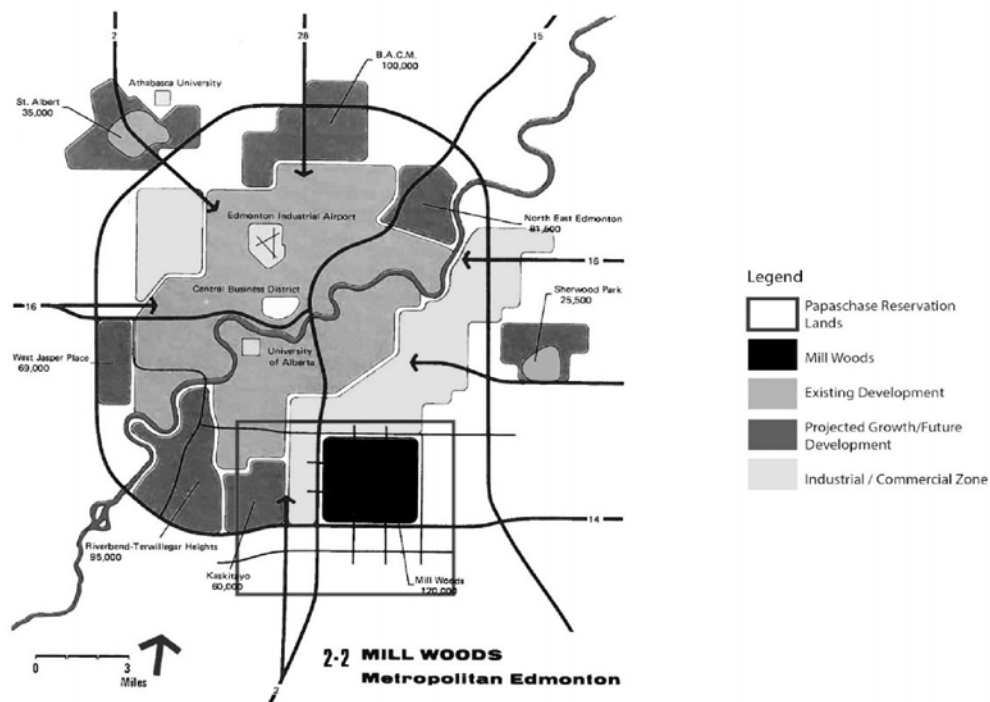 2
28
15
B.A.C.M.
100,000
Athabasca University
St. Albert
35,000
Edmonton Industrial Airport
North East Edmonton
81,500
16
Central Business District
Sherwood Park
25,500
16
University
of Alberta
West Jasper Place
69,000
14
Riverbend-Terwillegar Heights
95,000
Kaskitayo
60,000
Mill Woods
120,000
2
0 3
Miles
2·2 MILL WOODS
Metropolitan Edmonton
Legend
Papaschase Reservation
Lands
Mill Woods
Existing Development
Projected Growth/Future
Development
Industrial / Commercial Zone